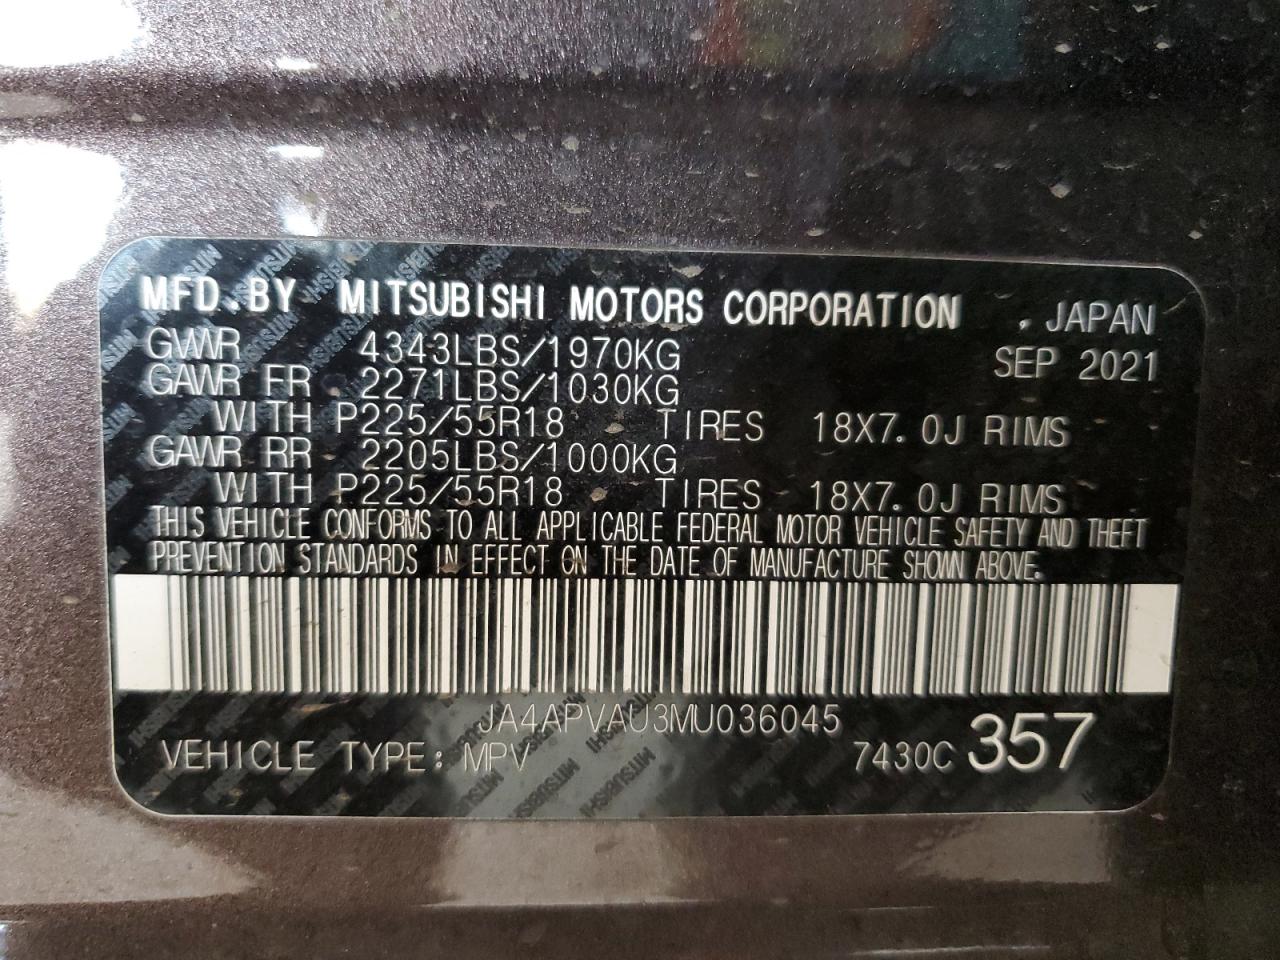 MFD.BY MITSUBISHI MOTORS CORPORATION . JAPAN
GVWR 4343LBS/1970KG SEP 2021
GAWR FR 2271LBS/1030KG
WITH P225/55R18 TIRES 18X7.0J RIMS
GAWR RR 2205LBS/1000KG
WITH P225/55R18 TIRES 18X7.0J RIMS
THIS VEHICLE CONFORMS TO ALL APPLICABLE FEDERAL MOTOR VEHICLE SAFETY AND THEFT
PREVENTION STANDARDS IN EFFECT ON THE DATE OF MANUFACTURE SHOWN ABOVE.
JA4APVAU3MU036045
VEHICLE TYPE: MPV 7430C 357